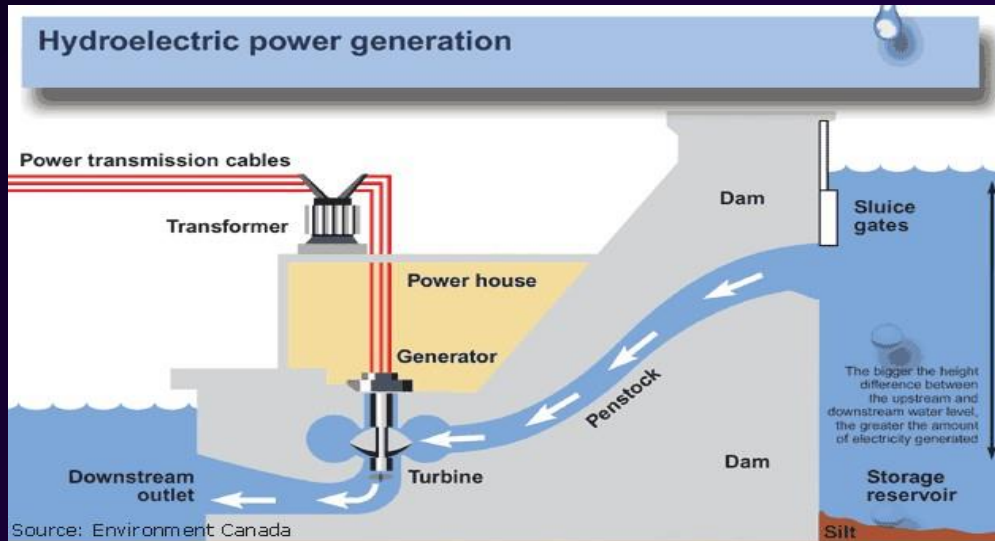 Hydroelectric power generation
Power transmission cables
Transformer
Dam
Sluice
gates
Power house
Generator
The bigger the height
difference between
the upstream and
downstream water level,
the greater the amount
of electricity generated
Penstock
Turbine
Dam
Downstream
outlet
Storage
reservoir
Silt
Source: Environment Canada